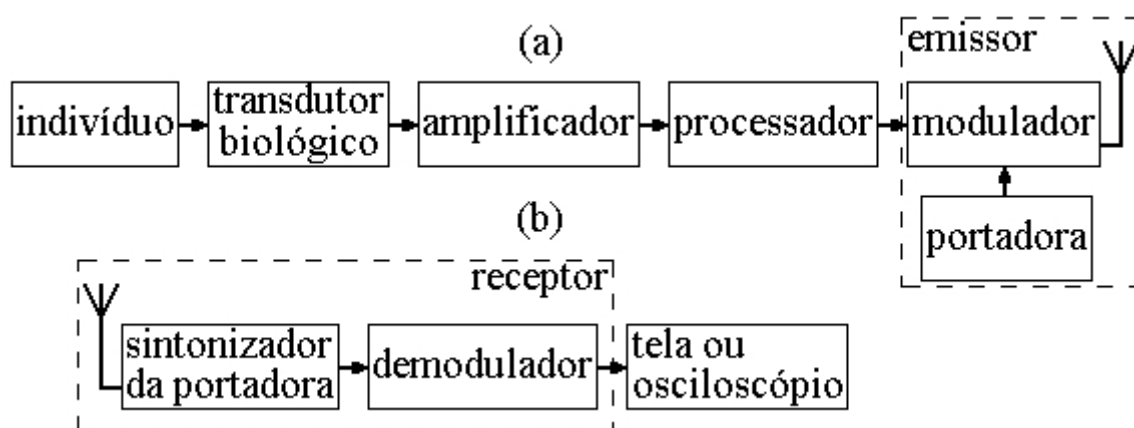 (a)
emissor
indivíduo
transdutor
biológico
amplificador
processador
modulador
portadora
(b)
receptor
sintonizador
da portadora
demodulador
tela ou
osciloscópio